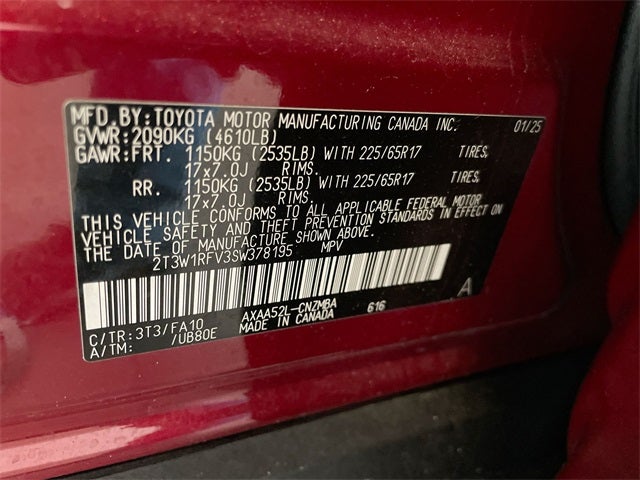 MFD.BY:TOYOTA MOTOR MANUFACTURING CANADA INC. 01/25
GVWR:2090KG (4610LB)
GAWR:FRT. 1150KG (2535LB) WITH 225/65R17 TIRES,
17x7.0J RIMS.
RR. 1150KG (2535LB) WITH 225/65R17 TIRES,
17x7.0J RIMS.
THIS VEHICLE CONFORMS TO ALL APPLICABLE FEDERAL MOTOR
VEHICLE SAFETY AND THEFT PREVENTION STANDARDS IN EFFECT ON
THE DATE OF MANUFACTURE SHOWN ABOVE.
2T3W1RFV3SW378195 MPV
A
C/TR:3T3/FA10 AXAA52L-CNZMBA 616
A/TM: /UB80E MADE IN CANADA